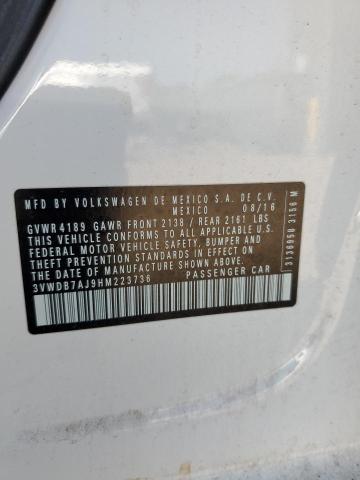 MFD BY VOLKSWAGEN DE MEXICO S.A. DE C.V.
MEXICO 08/16
GVWR 4189 GAWR FRONT 2138 / REAR 2161 LBS
THIS VEHICLE CONFORMS TO ALL APPLICABLE U.S.
FEDERAL MOTOR VEHICLE SAFETY, BUMPER, AND
THEFT PREVENTION STANDARDS IN EFFECT ON THE
DATE OF MANUFACTURE SHOWN ABOVE.
3VWDB7AJ9HM223736 PASSENGER CAR
3136950 3156 M